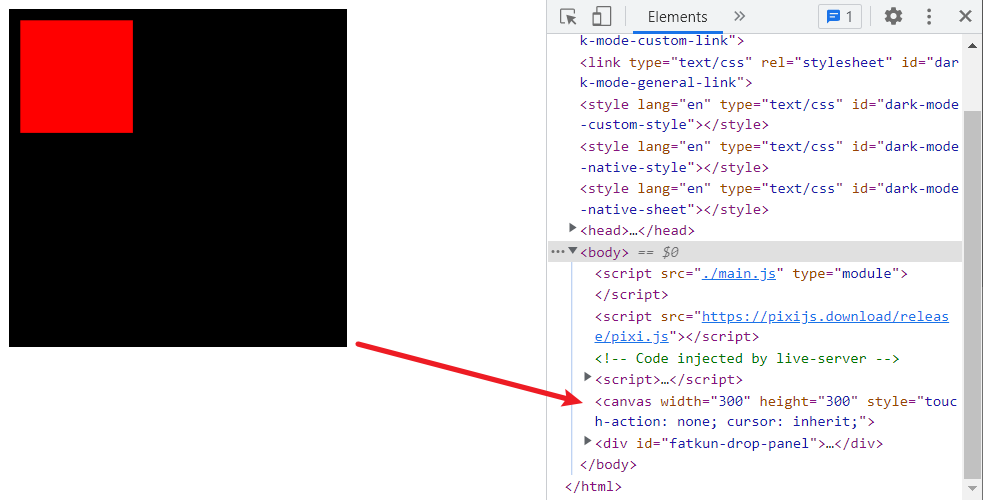 Elements
1
k-mode-custom-link">
<link type="text/css" rel="stylesheet" id="dar
k-mode-general-link">
<style lang="en" type="text/css" id="dark-mode
-custom-style"></style>
<style lang="en" type="text/css" id="dark-mode
-native-style"></style>
<style lang="en" type="text/css" id="dark-mode
-native-sheet"></style>
<head>…</head>
<body> == $0
<script src="./main.js" type="module">
</script>
<script src="https://pixijs.download/releas
e/pixi.js"></script>
<!-- Code injected by live-server -->
<script>…</script>
<canvas width="300" height="300" style="touc
h-action: none; cursor: inherit;">
<div id="fatkun-drop-panel">…</div>
</body>
</html>